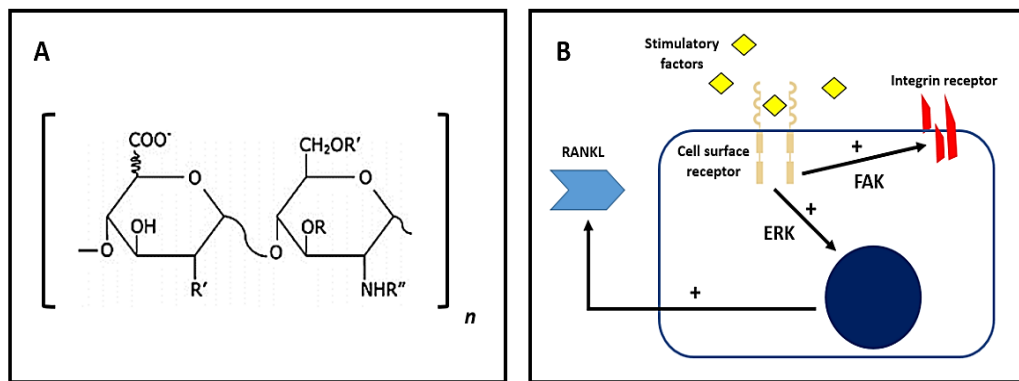 A
COO⁻
O
OH
O
R'
CH₂OR'
O
OR
O
NHR"
n
B
Stimulatory
factors
Integrin receptor
RANKL
Cell surface
receptor
+
FAK
+
ERK
+